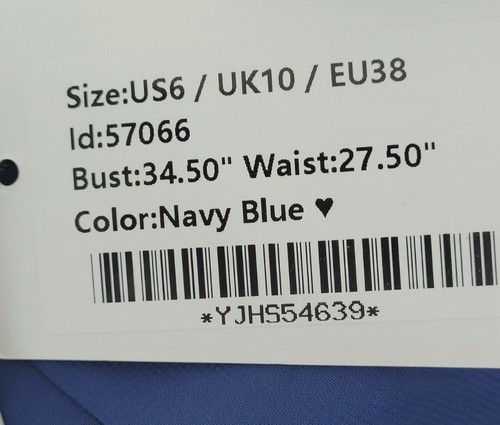 Size:US6 / UK10 / EU38
Id:57066
Bust:34.50" Waist:27.50"
Color:Navy Blue ♥
*YJHS54639*